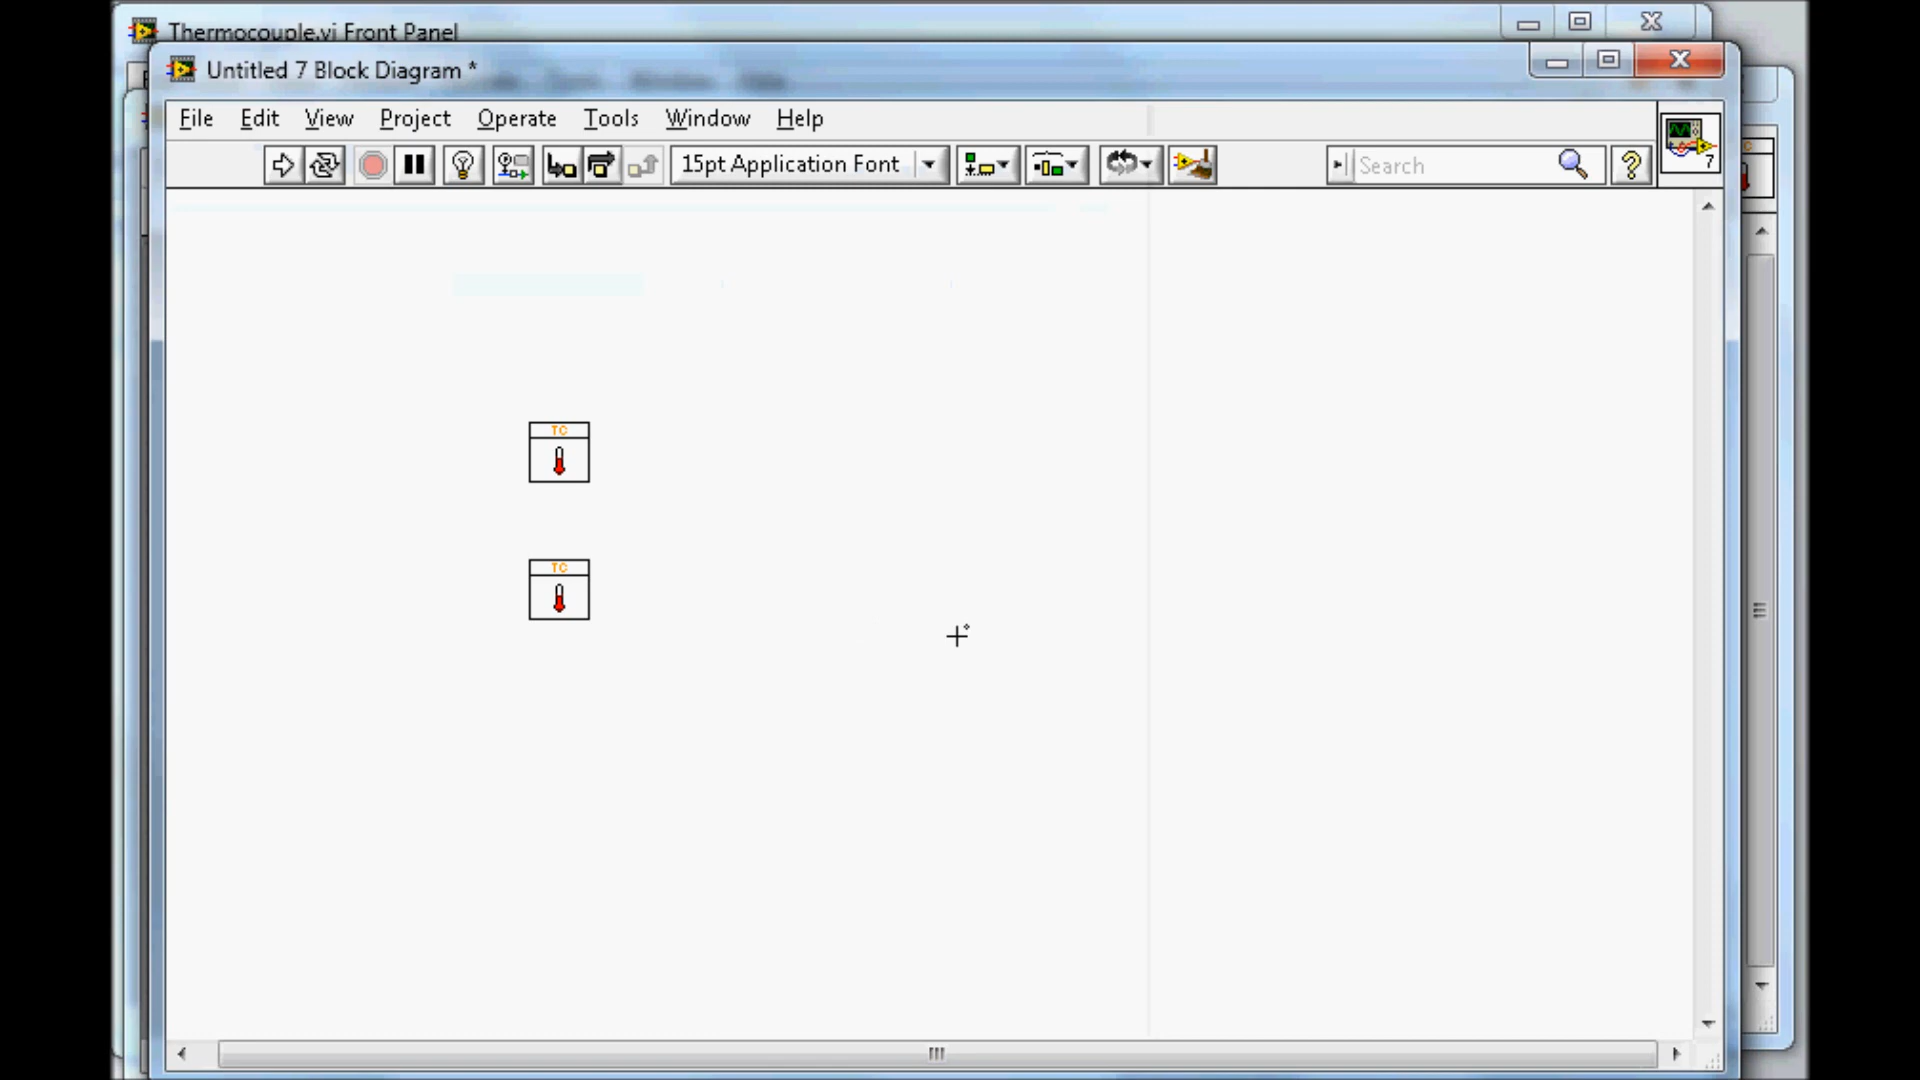 Thermocouple.vi Front Panel
Untitled 7 Block Diagram *
File Edit View Project Operate Tools Window Help
15pt Application Font
Search
7
TC
TC